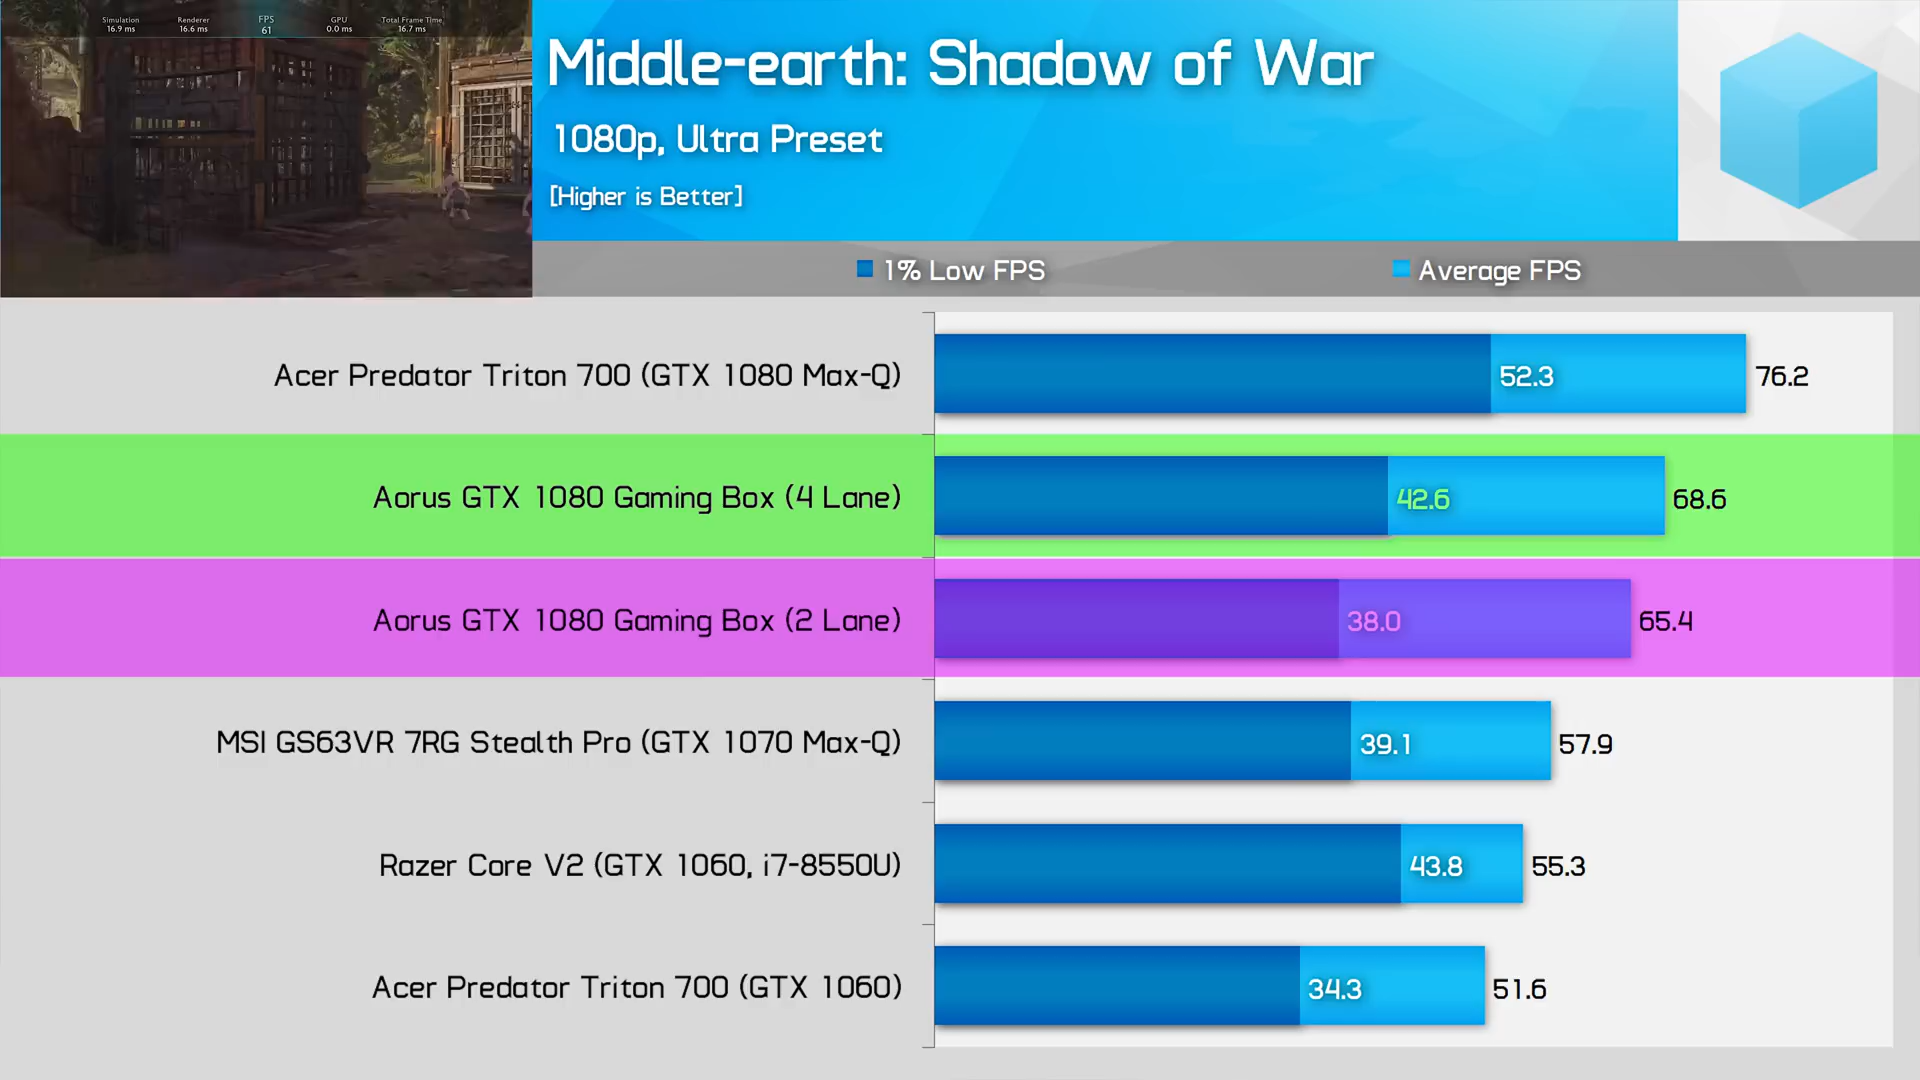 Simulation Renderer FPS GPU Total Frame Time
16.9 ms 16.6 ms 61 0.0 ms 16.7 ms
Middle-earth: Shadow of War
1080p, Ultra Preset
[Higher is Better]
1% Low FPS Average FPS
Acer Predator Triton 700 (GTX 1080 Max-Q) 52.3 76.2
Aorus GTX 1080 Gaming Box (4 Lane) 42.6 68.6
Aorus GTX 1080 Gaming Box (2 Lane) 38.0 65.4
MSI GS63VR 7RG Stealth Pro (GTX 1070 Max-Q) 39.1 57.9
Razer Core V2 (GTX 1060, i7-8550U) 43.8 55.3
Acer Predator Triton 700 (GTX 1060) 34.3 51.6